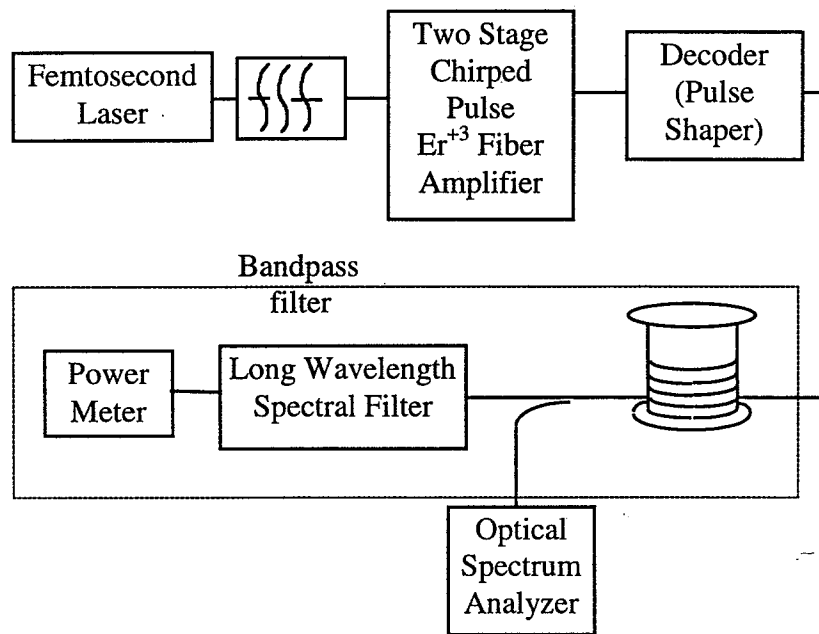 Femtosecond
Laser
Two Stage
Chirped
Pulse
Er+3 Fiber
Amplifier
Decoder
(Pulse
Shaper)
Bandpass
filter
Power
Meter
Long Wavelength
Spectral Filter
Optical
Spectrum
Analyzer